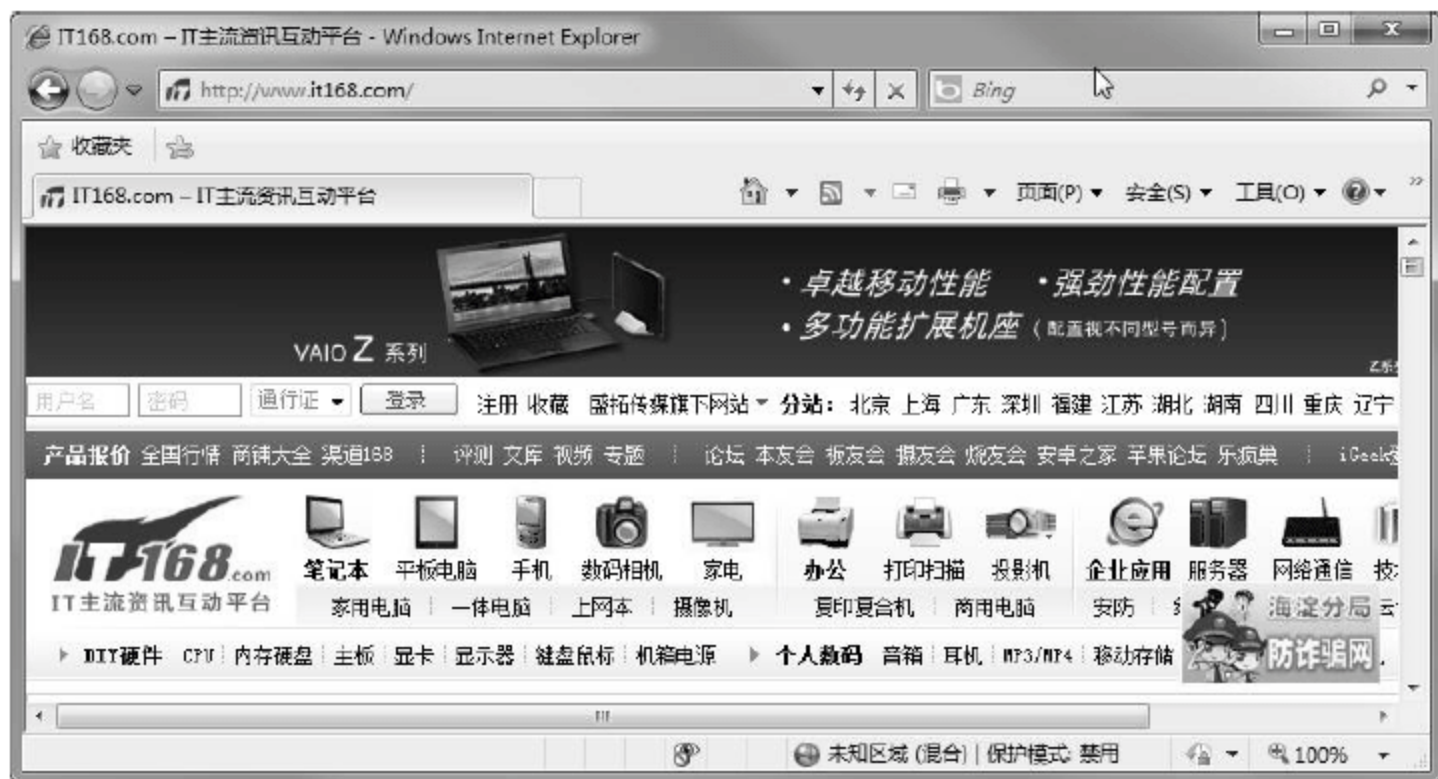 IT168.com – IT主流资讯互动平台 - Windows Internet Explorer
http://www.it168.com/ Bing
收藏夹
IT168.com – IT主流资讯互动平台 页面(P) 安全(S) 工具(O)
·卓越移动性能 ·强劲性能配置
·多功能扩展机座(配置视不同型号而异)
VAIO Z 系列
用户名 密码 通行证 登录 注册 收藏 盛拓传媒旗下网站 分站: 北京 上海 广东 深圳 福建 江苏 湖北 湖南 四川 重庆 辽宁
产品报价 全国行情 商铺大全 渠道168 评测 文库 视频 专题 论坛 本友会 板友会 摄友会 烧友会 安卓之家 苹果论坛 乐疯巢 iGeek
IT168.com
IT主流资讯互动平台
笔记本 平板电脑 手机 数码相机 家电 办公 打印扫描 投影机 企业应用 服务器 网络通信
家用电脑 一体电脑 上网本 摄像机 复印复合机 商用电脑 安防
海淀分局
防诈骗网
DIY硬件 CPU 内存硬盘 主板 显卡 显示器 键盘鼠标 机箱电源 个人数码 音箱 耳机 MP3/MP4 移动存储
未知区域 (混合) | 保护模式: 禁用 100%